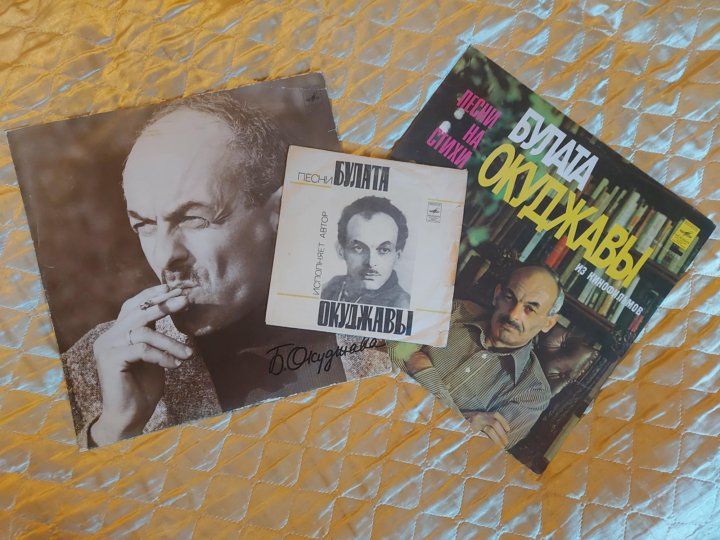 Б. Окуджава
ПЕСНИ БУЛАТА
ИСПОЛНЯЕТ АВТОР
ОКУДЖАВЫ
ПЕСНИ
НА
СТИХИ
БУЛАТА
ОКУДЖАВЫ
ИЗ КИНОФИЛЬМОВ